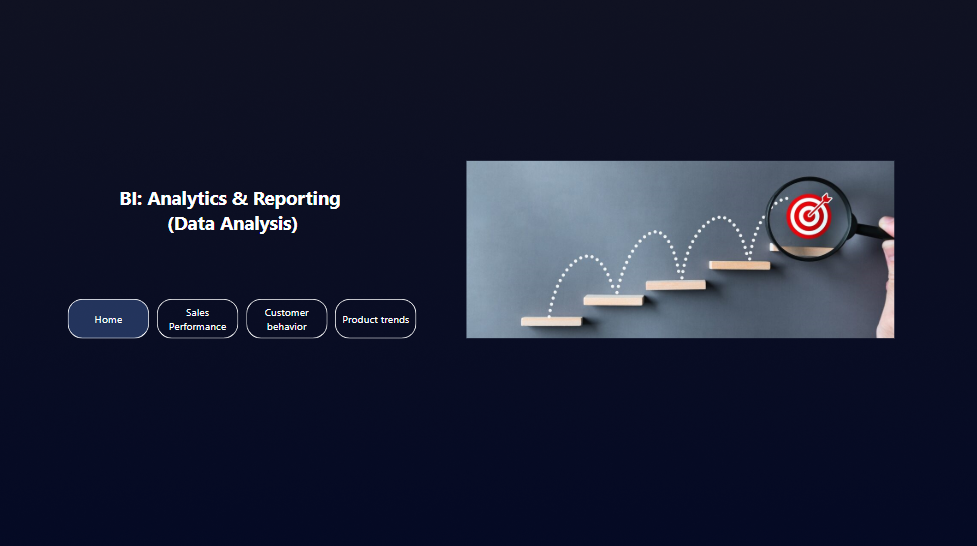 BI: Analytics & Reporting
(Data Analysis)
Home
Sales
Performance
Customer
behavior
Product trends